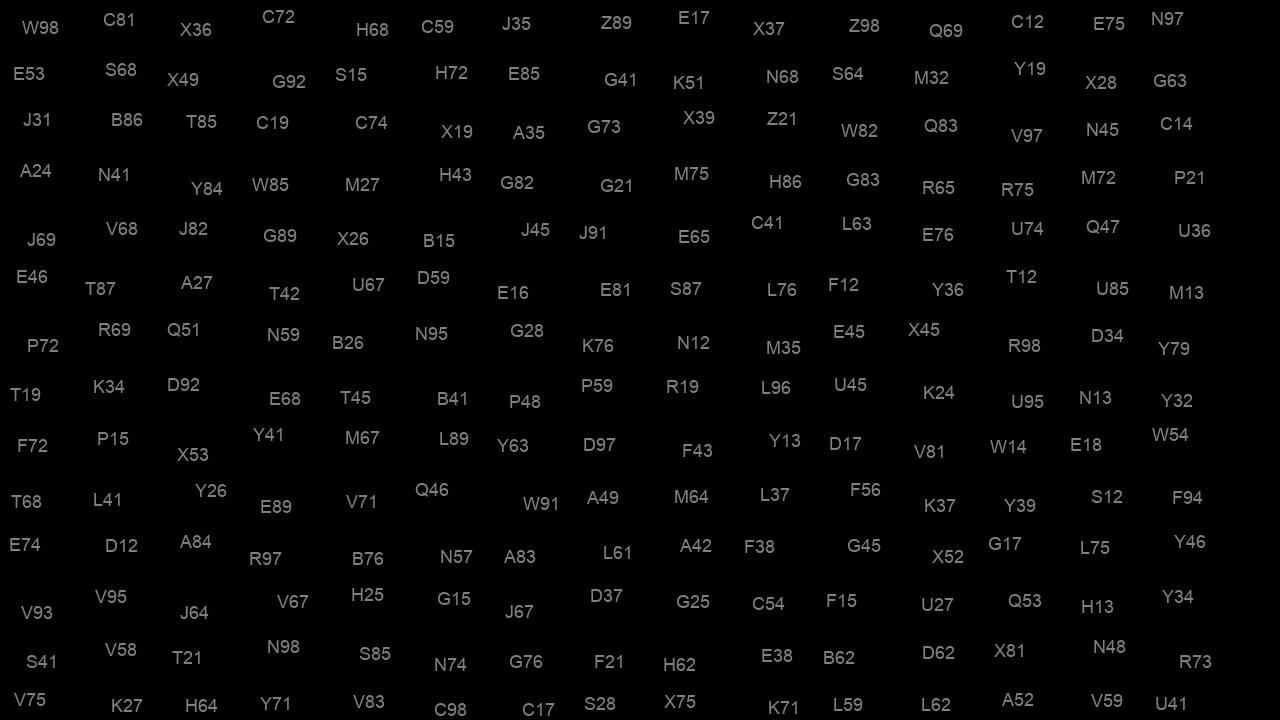 W98 C81 X36 C72 H68 C59 J35 Z89 E17 X37 Z98 Q69 C12 E75 N97
E53 S68 X49 G92 S15 H72 E85 G41 K51 N68 S64 M32 Y19 X28 G63
J31 B86 T85 C19 C74 X19 A35 G73 X39 Z21 W82 Q83 V97 N45 C14
A24 N41 Y84 W85 M27 H43 G82 G21 M75 H86 G83 R65 R75 M72 P21
J69 V68 J82 G89 X26 B15 J45 J91 E65 C41 L63 E76 U74 Q47 U36
E46 T87 A27 T42 U67 D59 E16 E81 S87 L76 F12 Y36 T12 U85 M13
P72 R69 Q51 N59 B26 N95 G28 K76 N12 M35 E45 X45 R98 D34 Y79
T19 K34 D92 E68 T45 B41 P48 P59 R19 L96 U45 K24 U95 N13 Y32
F72 P15 X53 Y41 M67 L89 Y63 D97 F43 Y13 D17 V81 W14 E18 W54
T68 L41 Y26 E89 V71 Q46 W91 A49 M64 L37 F56 K37 Y39 S12 F94
E74 D12 A84 R97 B76 N57 A83 L61 A42 F38 G45 X52 G17 L75 Y46
V93 V95 J64 V67 H25 G15 J67 D37 G25 C54 F15 U27 Q53 H13 Y34
S41 V58 T21 N98 S85 N74 G76 F21 H62 E38 B62 D62 X81 N48 R73
V75 K27 H64 Y71 V83 C98 C17 S28 X75 K71 L59 L62 A52 V59 U41